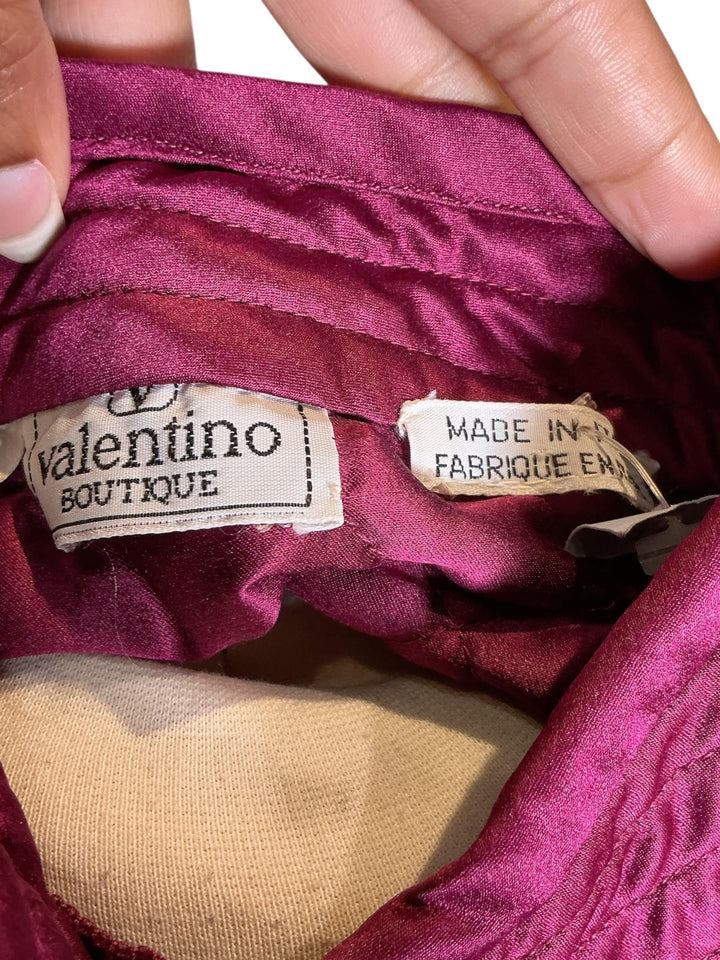 V
valentino
BOUTIQUE
MADE IN
FABRIQUE EN